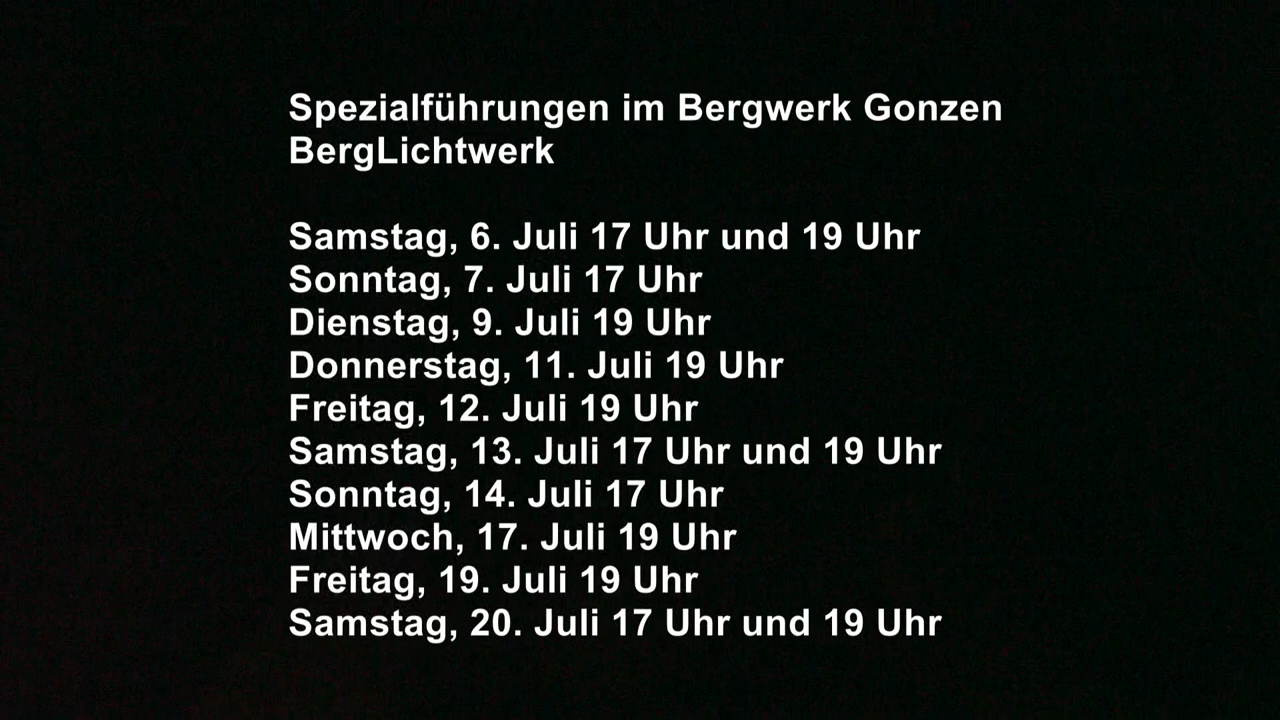 Spezialführungen im Bergwerk Gonzen
BergLichtwerk
Samstag, 6. Juli 17 Uhr und 19 Uhr
Sonntag, 7. Juli 17 Uhr
Dienstag, 9. Juli 19 Uhr
Donnerstag, 11. Juli 19 Uhr
Freitag, 12. Juli 19 Uhr
Samstag, 13. Juli 17 Uhr und 19 Uhr
Sonntag, 14. Juli 17 Uhr
Mittwoch, 17. Juli 19 Uhr
Freitag, 19. Juli 19 Uhr
Samstag, 20. Juli 17 Uhr und 19 Uhr